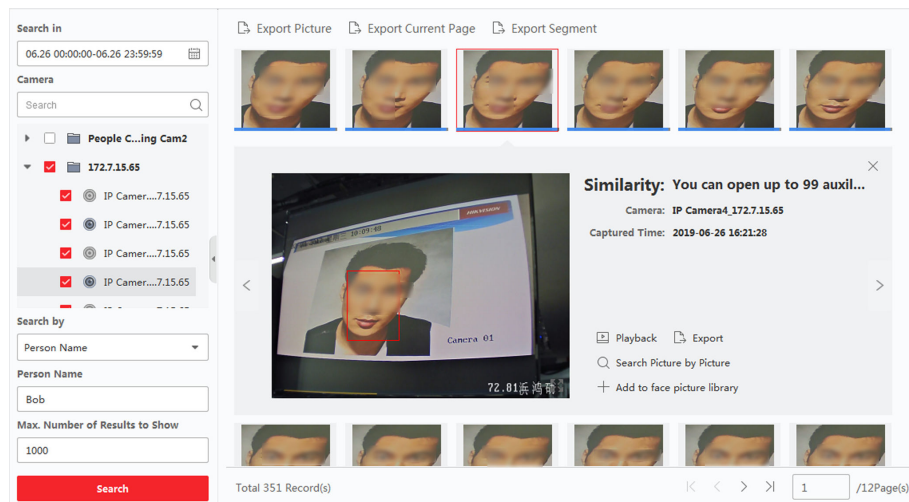 Search in
06.26 00:00:00-06.26 23:59:59
Camera
Search
People C...ing Cam2
172.7.15.65
IP Camer....7.15.65
IP Camer....7.15.65
IP Camer....7.15.65
IP Camer....7.15.65
Search by
Person Name
Person Name
Bob
Max. Number of Results to Show
1000
Search
Export Picture
Export Current Page
Export Segment
HIKVISION
Camera 01
72.81浜鸿劧
Similarity: You can open up to 99 auxil...
Camera: IP Camera4_172.7.15.65
Captured Time: 2019-06-26 16:21:28
Playback
Export
Search Picture by Picture
Add to face picture library
Total 351 Record(s)
1
/12Page(s)